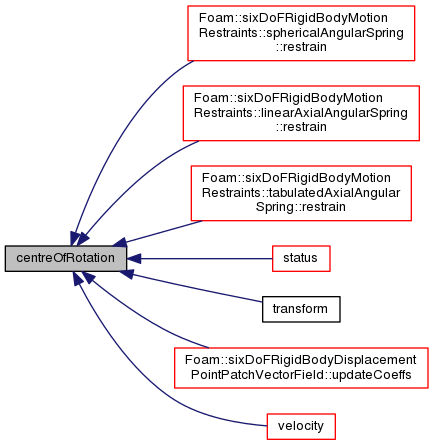 Foam::sixDoFRigidBodyMotion
Restraints::sphericalAngularSpring
::restrain
Foam::sixDoFRigidBodyMotion
Restraints::linearAxialAngularSpring
::restrain
Foam::sixDoFRigidBodyMotion
Restraints::tabulatedAxialAngular
Spring::restrain
centreOfRotation
status
transform
Foam::sixDoFRigidBodyDisplacement
PointPatchVectorField::updateCoeffs
velocity